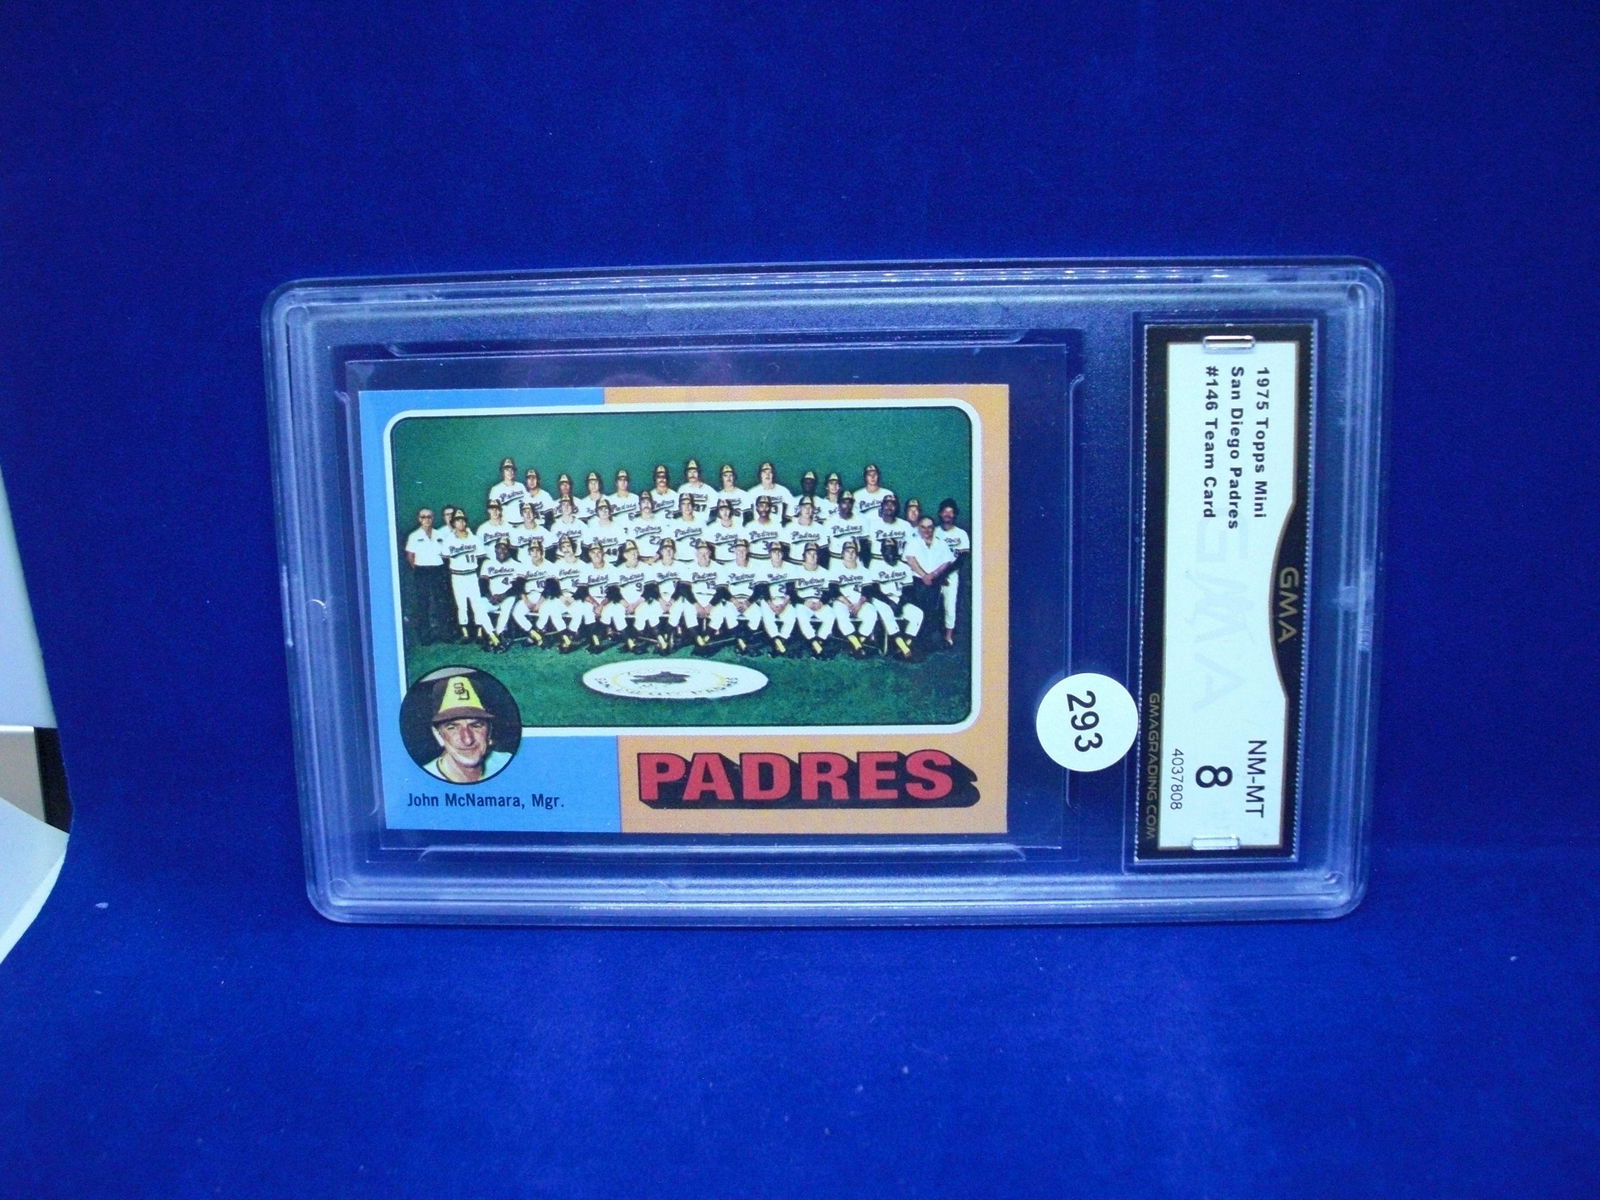 John McNamara, Mgr.
PADRES
293
1975 Topps Mini
San Diego Padres
#146 Team Card
GMA
NM-MT
8
4037808
GMAGRADING.COM